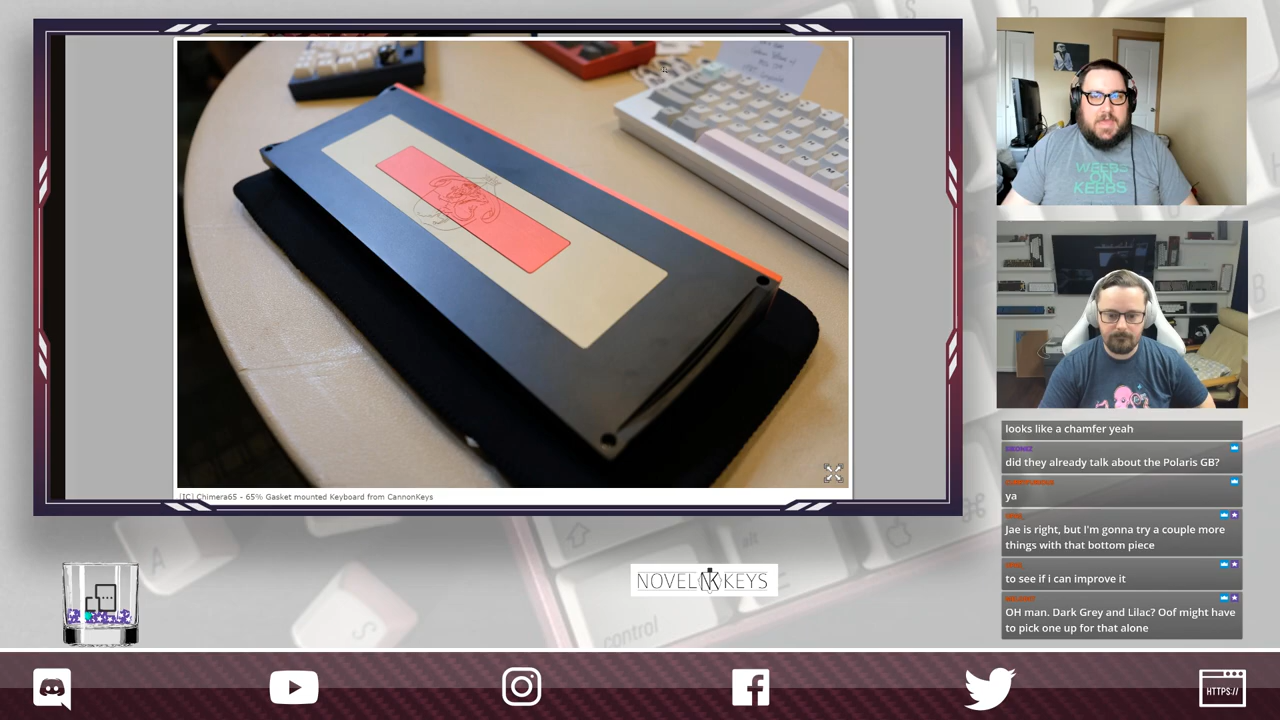 [IC] Chimera65 - 65% Gasket mounted Keyboard from CannonKeys
WEEBS
ON
KEEBS
looks like a chamfer yeah
did they already talk about the Polaris GB?
ya
Jae is right, but I'm gonna try a couple more
things with that bottom piece
to see if i can improve it
OH man. Dark Grey and Lilac? Oof might have
to pick one up for that alone
NOVELKEYS
A
alt
control
S
HTTP://